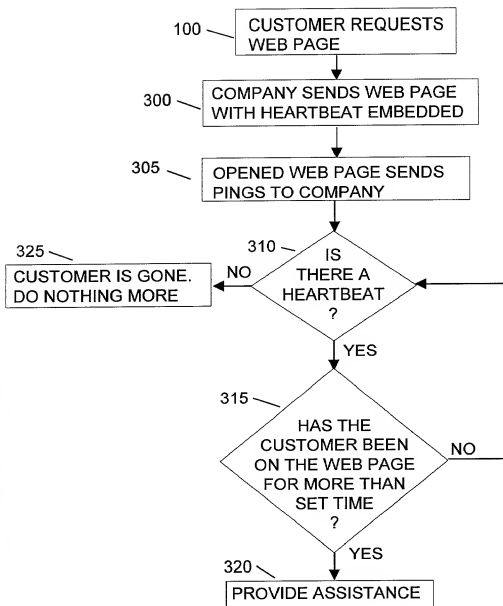 100
CUSTOMER REQUESTS
WEB PAGE
300
COMPANY SENDS WEB PAGE
WITH HEARTBEAT EMBEDDED
305
OPENED WEB PAGE SENDS
PINGS TO COMPANY
310
IS
THERE A
HEARTBEAT
?
325
CUSTOMER IS GONE.
DO NOTHING MORE
NO
YES
315
HAS THE
CUSTOMER BEEN
ON THE WEB PAGE
FOR MORE THAN
SET TIME
?
NO
YES
320
PROVIDE ASSISTANCE